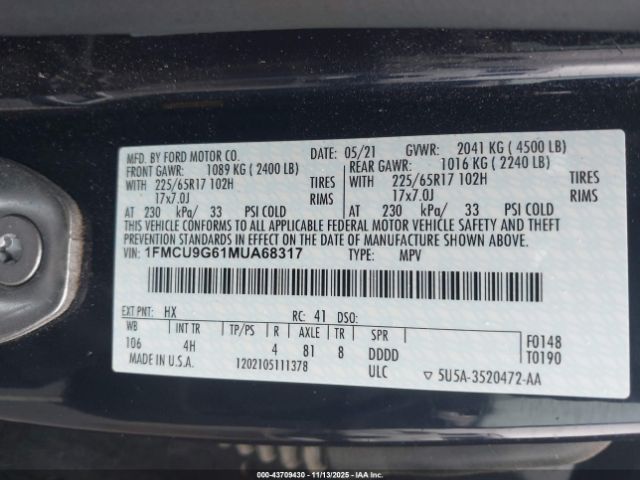 MFD. BY FORD MOTOR CO. DATE: 05/21 GVWR: 2041 KG ( 4500 LB)
FRONT GAWR: 1089 KG ( 2400 LB) REAR GAWR: 1016 KG ( 2240 LB)
WITH 225/65R17 102H TIRES WITH 225/65R17 102H TIRES
17x7.0J RIMS 17x7.0J RIMS
AT 230 kPa/ 33 PSI COLD AT 230 kPa/ 33 PSI COLD
THIS VEHICLE CONFORMS TO ALL APPLICABLE FEDERAL MOTOR VEHICLE SAFETY AND THEFT
PREVENTION STANDARDS IN EFFECT ON THE DATE OF MANUFACTURE SHOWN ABOVE.
VIN: 1FMCU9G61MUA68317 TYPE: MPV
EXT PNT: HX RC: 41 DSO:
WB INT TR TP/PS R AXLE TR SPR F0148
106 4H 4 81 8 DDDD T0190
MADE IN U.S.A. 1202105111378 ULC ▽ 5U5A-3520472-AA
000-43709430 - 11/13/2025 - IAAI.COM